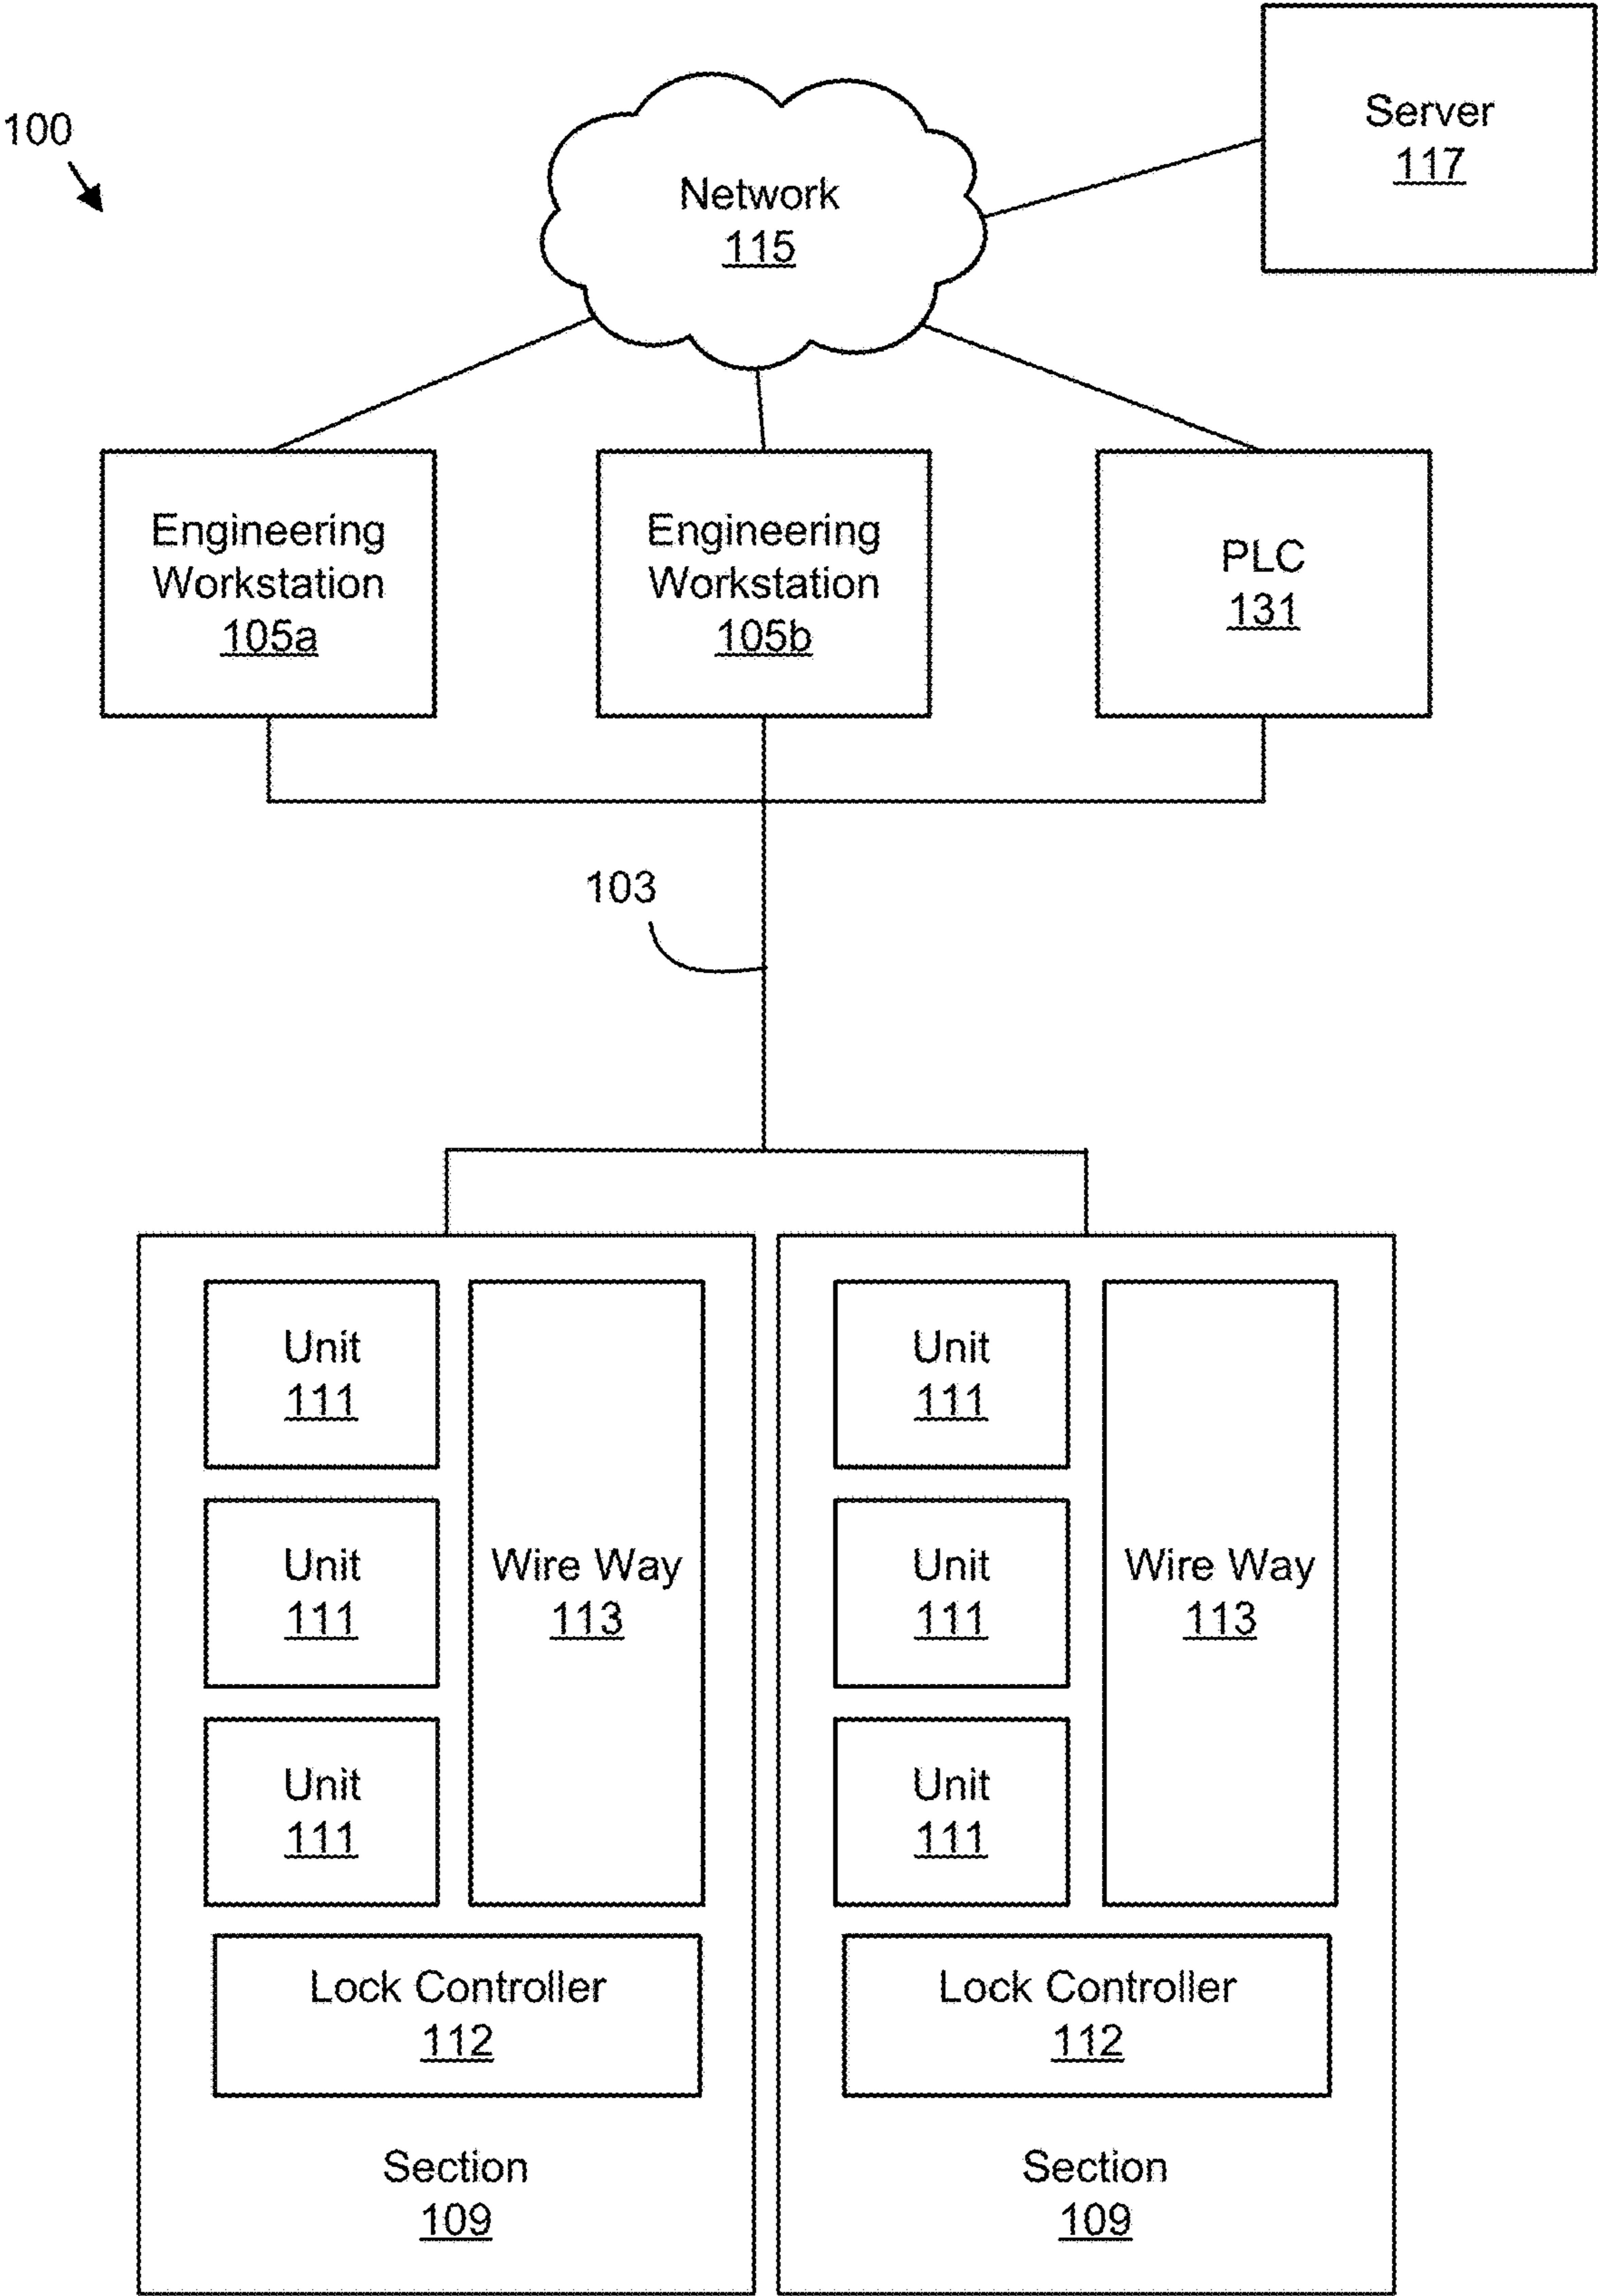 100
Server
117
Network
115
Engineering
Workstation
105a
Engineering
Workstation
105b
PLC
131
103
Unit
111
Unit
111
Unit
111
Wire Way
113
Lock Controller
112
Section
109
Unit
111
Unit
111
Unit
111
Wire Way
113
Lock Controller
112
Section
109